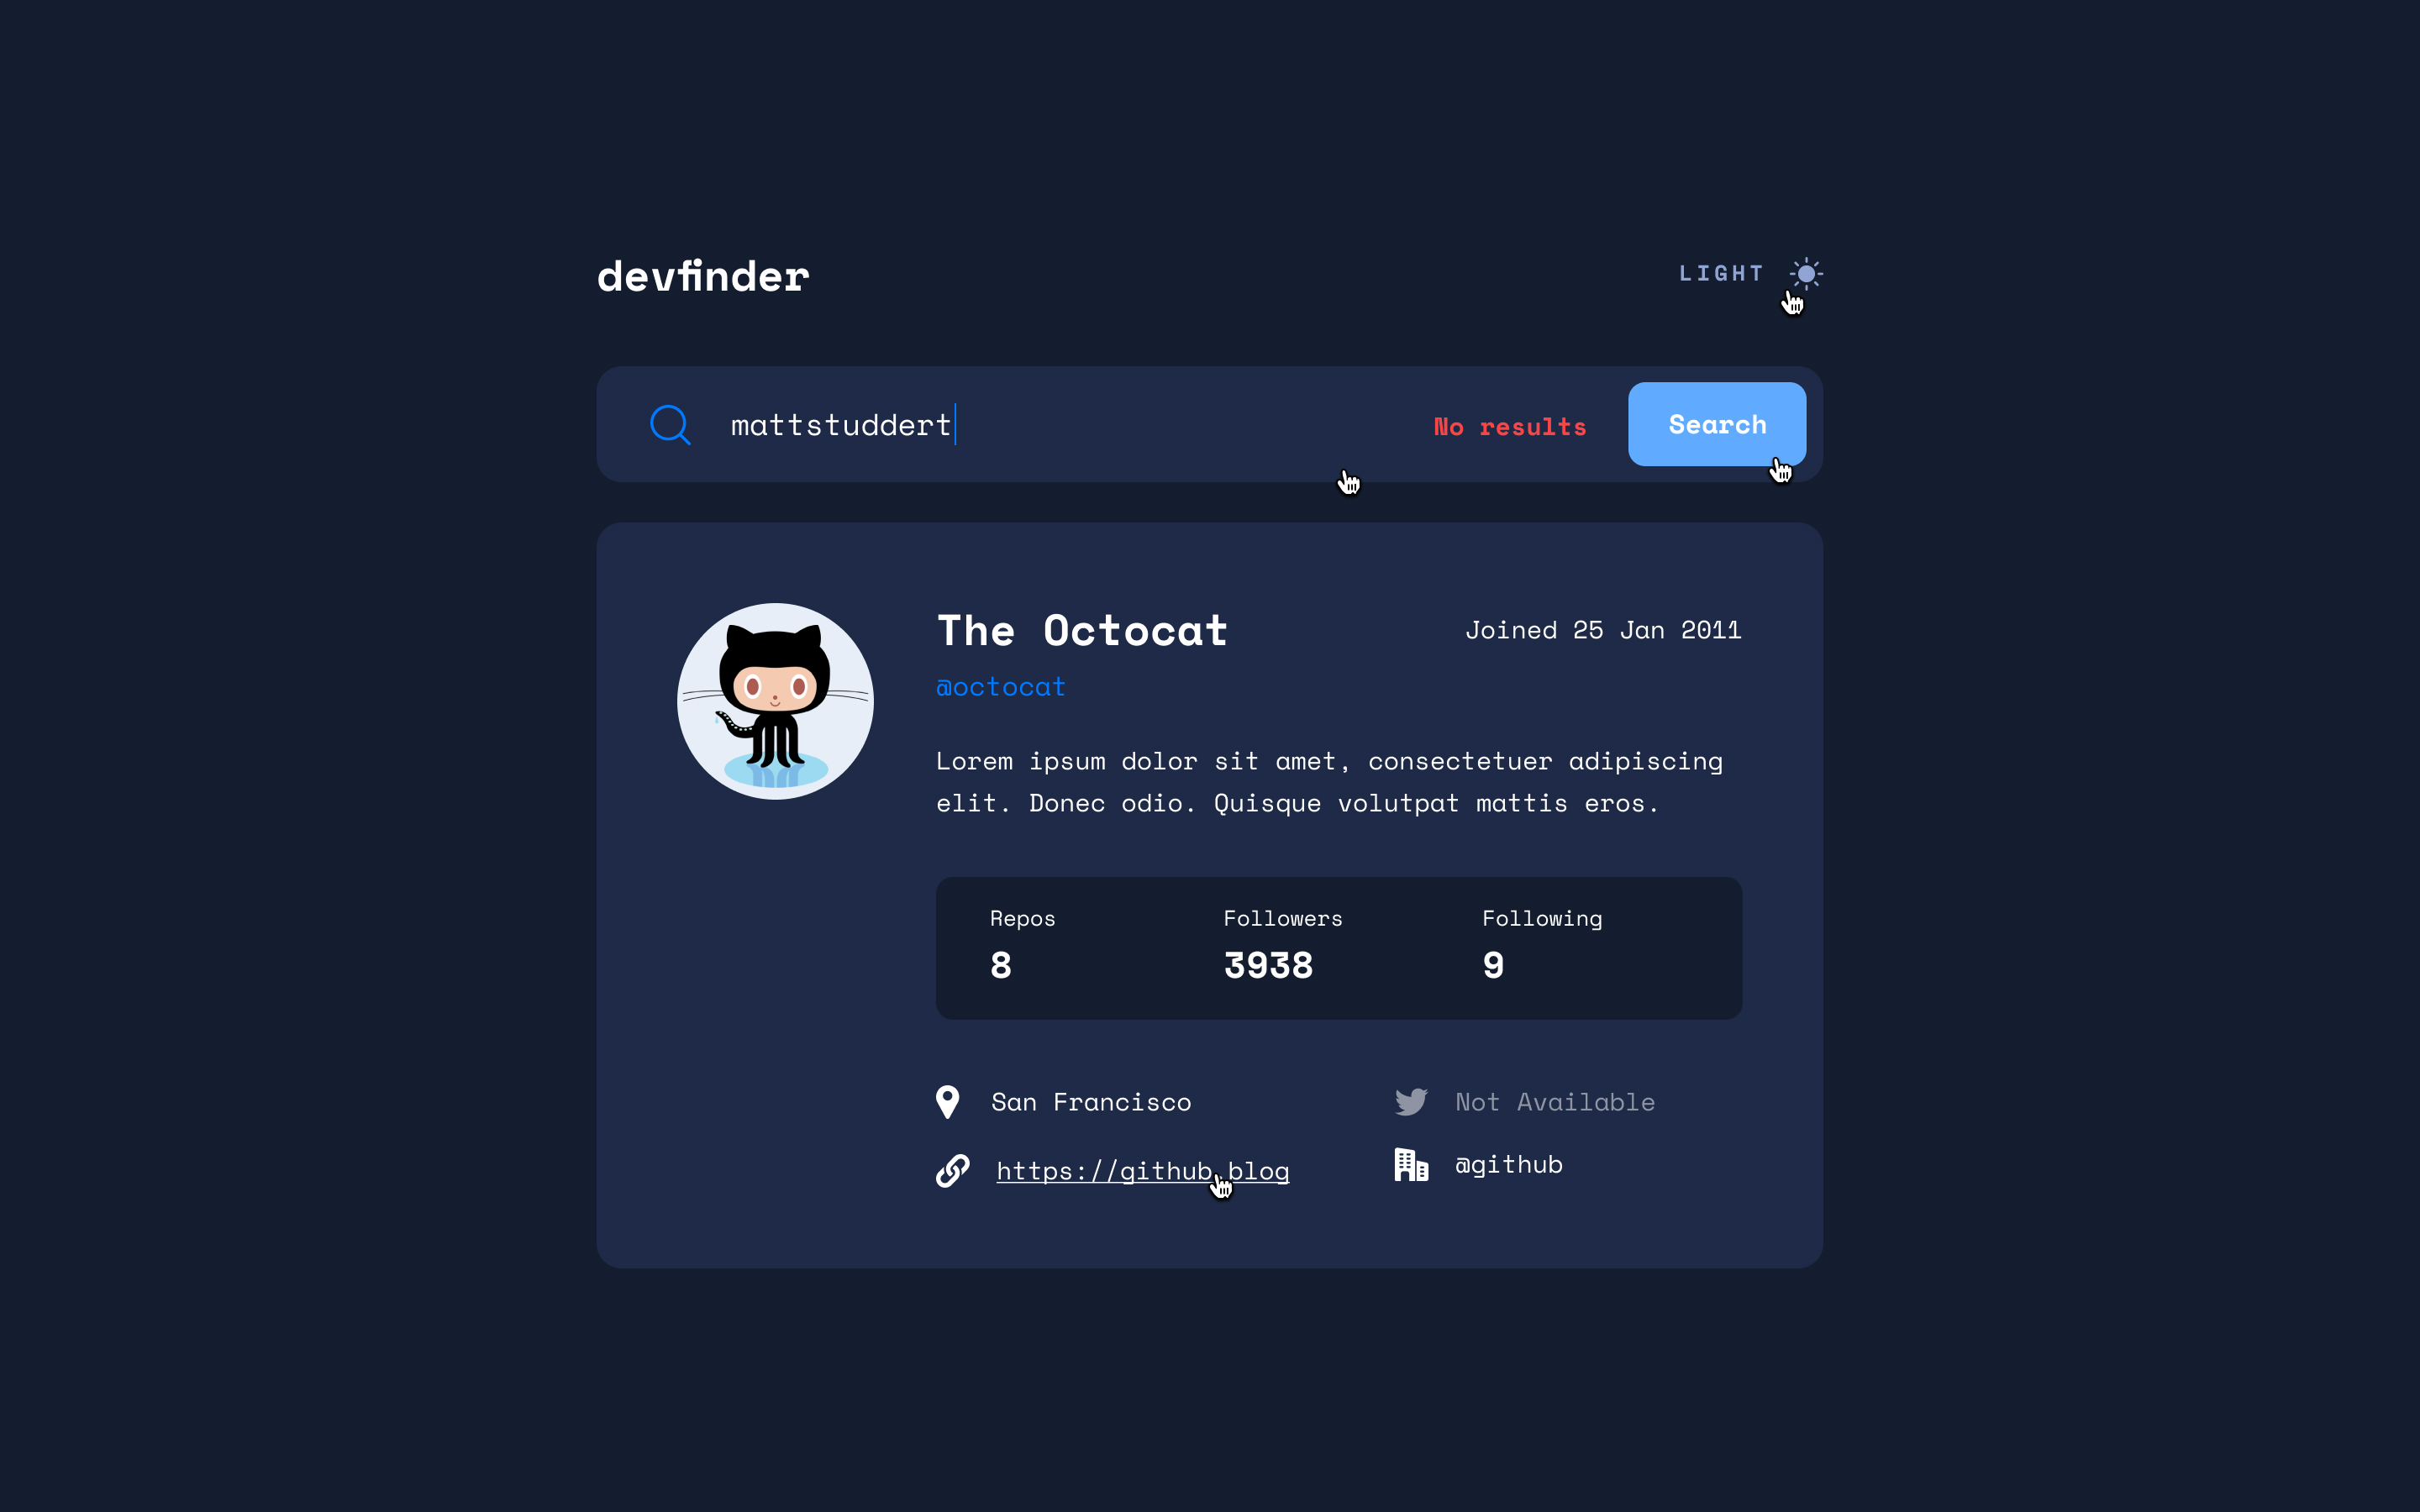 devfinder
LIGHT
mattstuddert
No results
Search
The Octocat
Joined 25 Jan 2011
@octocat
Lorem ipsum dolor sit amet, consectetuer adipiscing
elit. Donec odio. Quisque volutpat mattis eros.
Repos
Followers
Following
8
3938
9
San Francisco
Not Available
https://github.blog
@github